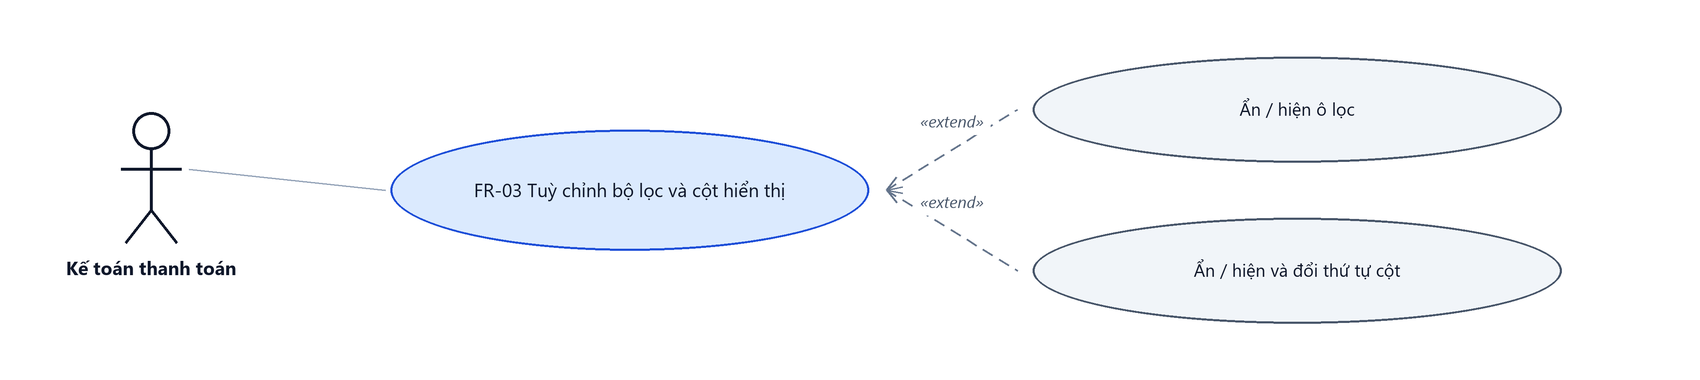 Kế toán thanh toán
FR-03 Tuỳ chỉnh bộ lọc và cột hiển thị
«extend»
«extend»
Ẩn / hiện ô lọc
Ẩn / hiện và đổi thứ tự cột